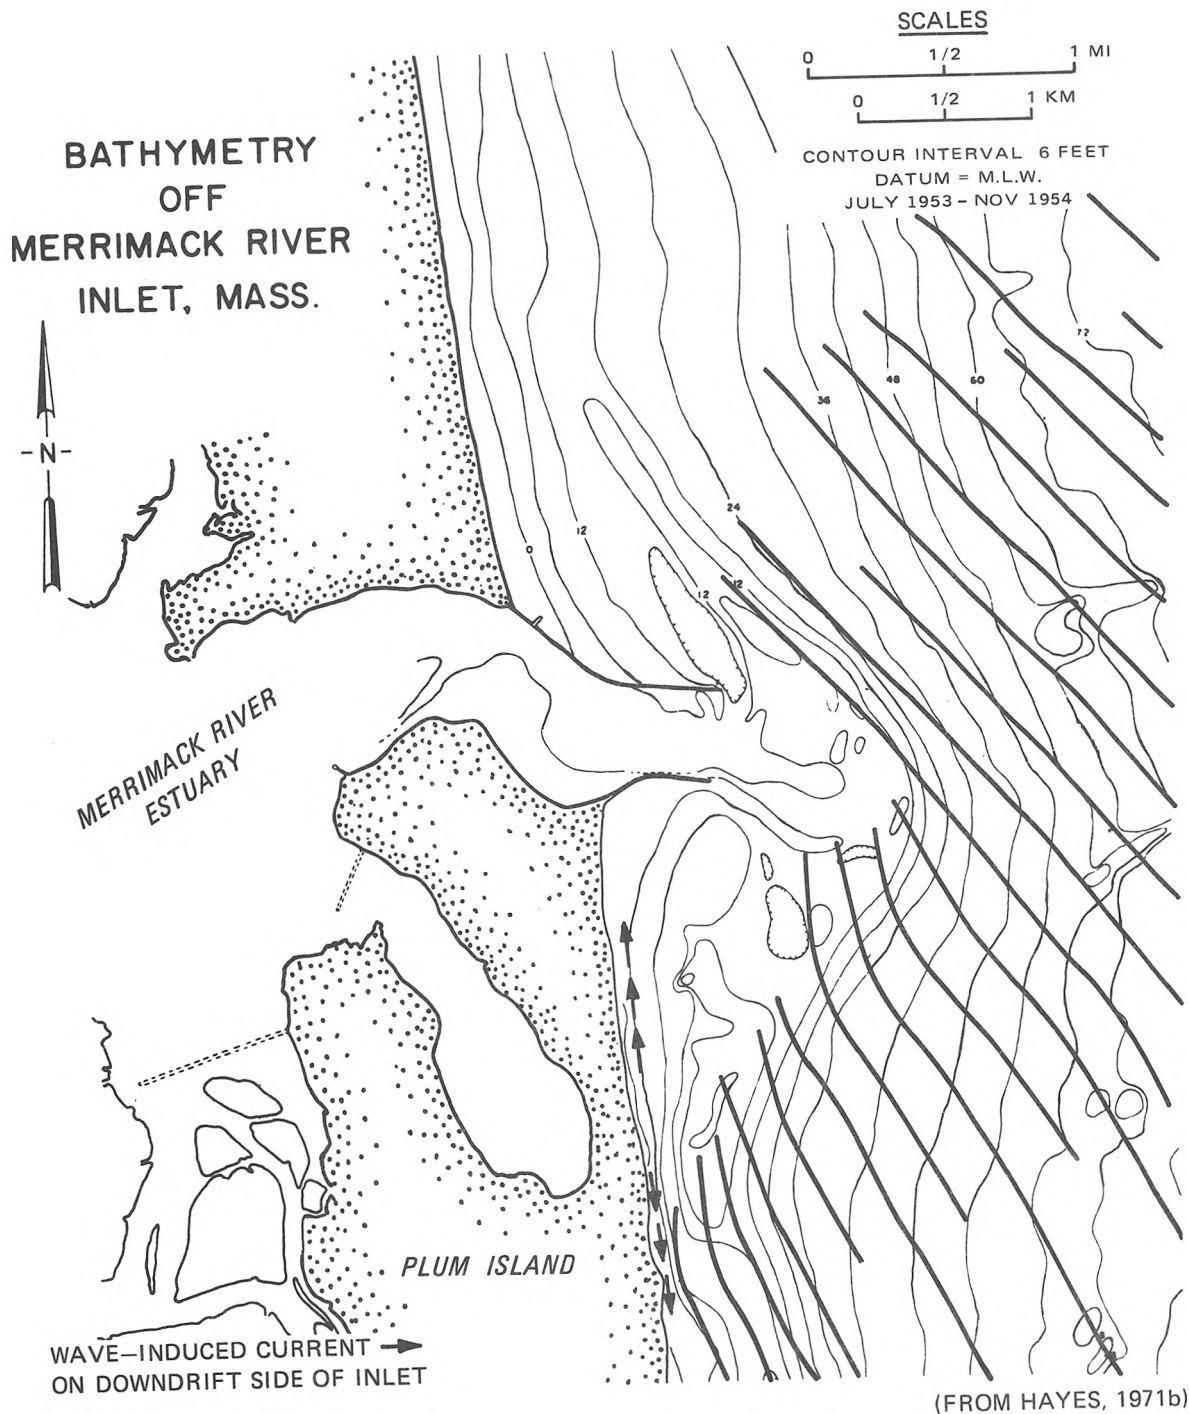 SCALES
0 1/2 1 MI
0 1/2 1 KM
CONTOUR INTERVAL 6 FEET
DATUM = M.L.W.
JULY 1953 – NOV 1954
BATHYMETRY
OFF
MERRIMACK RIVER
INLET, MASS.
-N-
72
48
60
36
24
0
12
12
12
MERRIMACK RIVER
ESTUARY
PLUM ISLAND
WAVE–INDUCED CURRENT
ON DOWNDRIFT SIDE OF INLET
(FROM HAYES, 1971b)